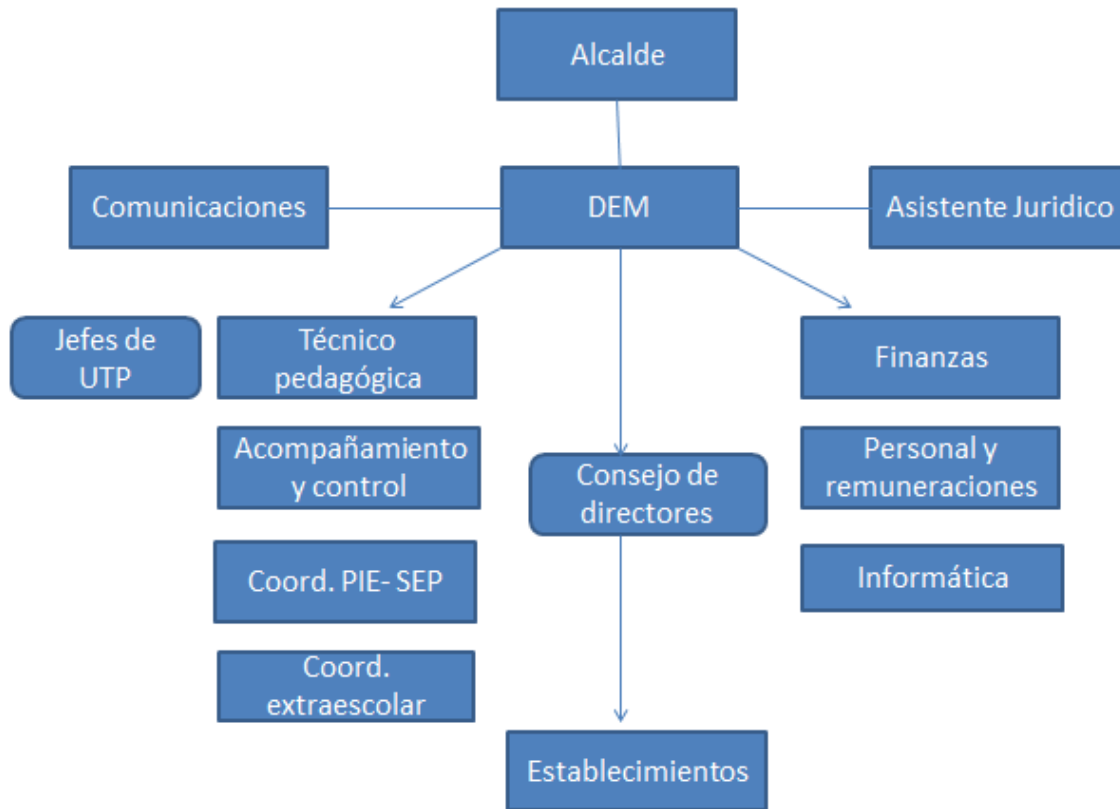 Alcalde
Comunicaciones
DEM
Asistente Juridico
Jefes de
UTP
Técnico
pedagógica
Finanzas
Acompañamiento
y control
Consejo de
directores
Personal y
remuneraciones
Coord. PIE- SEP
Informática
Coord.
extraescolar
Establecimientos